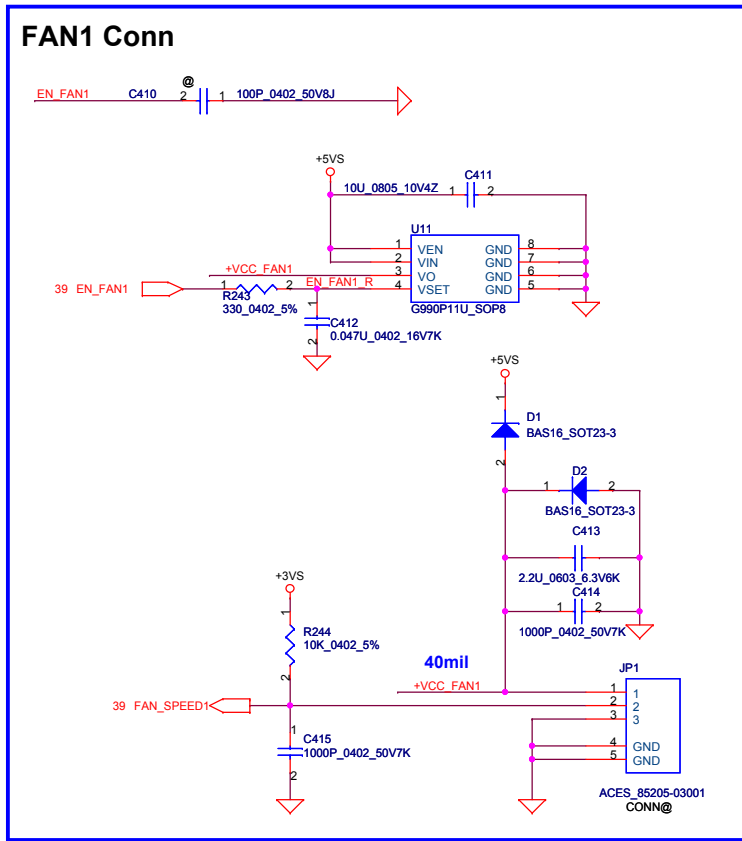 FAN1 Conn
@
EN_FAN1 C410 2 1 100P_0402_50V8J
+5VS
C411
10U_0805_10V4Z 1 2
U11
1 VEN GND 8
2 VIN GND 7
+VCC_FAN1 3 VO GND 6
39 EN_FAN1 1 2 EN_FAN1_R 4 VSET GND 5
R243
330_0402_5%
G990P11U_SOP8
1
C412
0.047U_0402_16V7K
2
+5VS
1
D1
BAS16_SOT23-3
2
D2
1 2
BAS16_SOT23-3
C413
2.2U_0603_6.3V6K
C414
1 2
1000P_0402_50V7K
+3VS
1
R244
10K_0402_5%
2
40mil
JP1
+VCC_FAN1 1 1
39 FAN_SPEED1 2 2
3 3
1
C415
1000P_0402_50V7K
2
4 GND
5 GND
ACES_85205-03001
CONN@